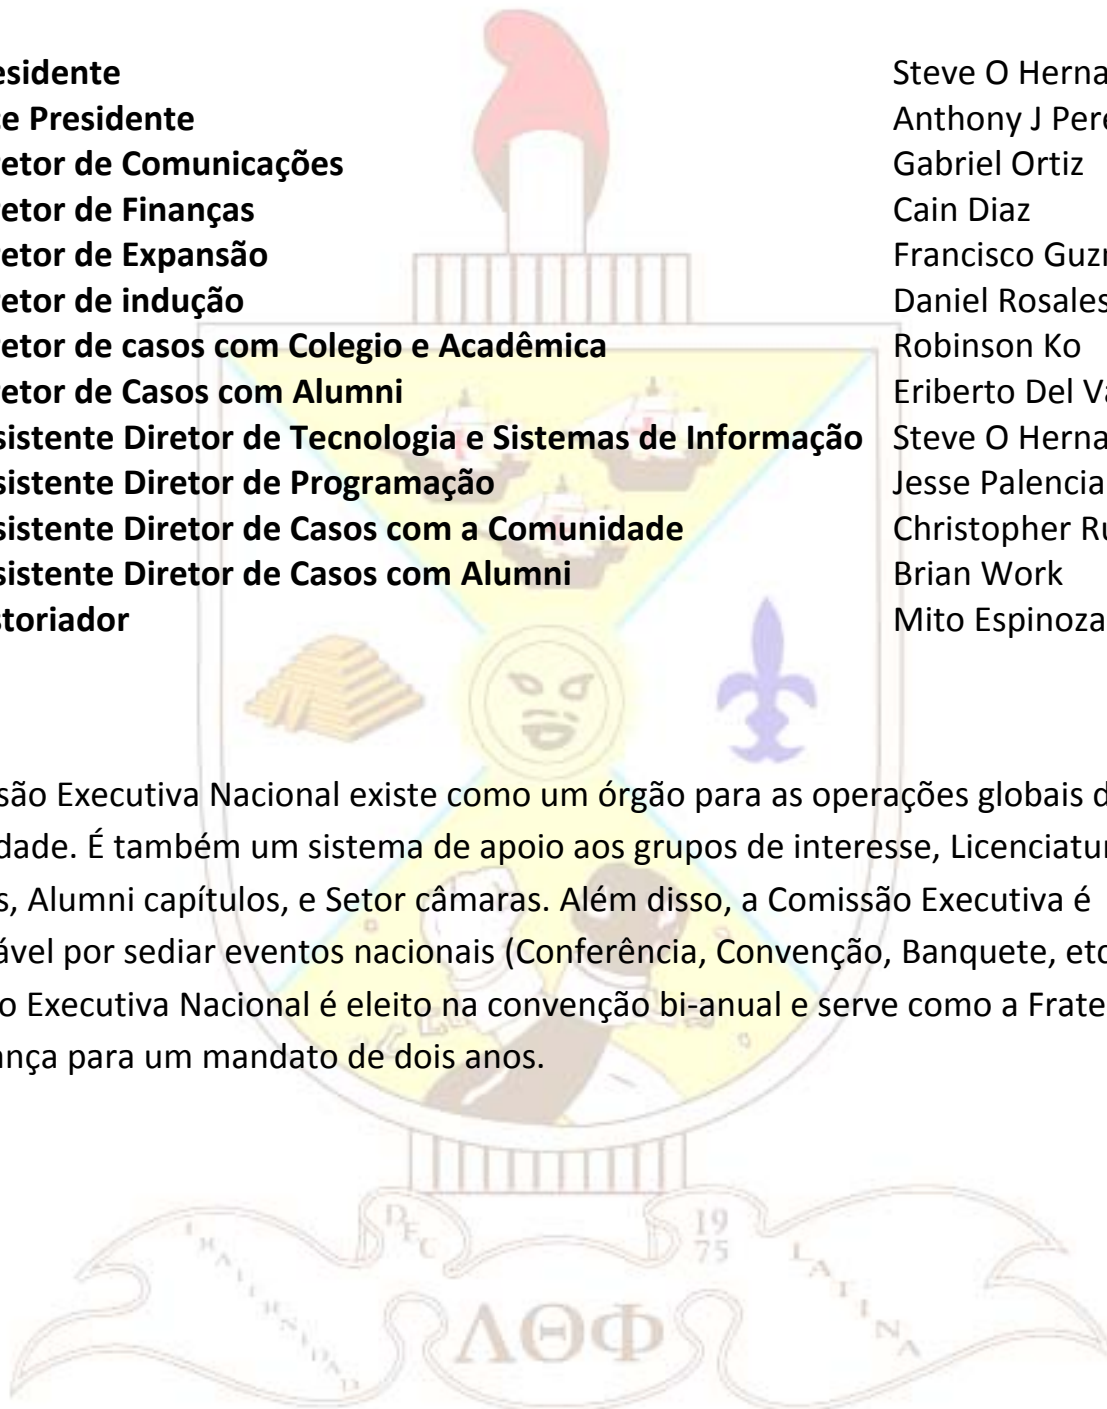 esidente Steve O Herna
e Presidente Anthony J Pere
etor de Comunicações Gabriel Ortiz
etor de Finanças Cain Diaz
etor de Expansão Francisco Guzr
etor de indução Daniel Rosales
etor de casos com Colegio e Acadêmica Robinson Ko
etor de Casos com Alumni Eriberto Del Va
sistente Diretor de Tecnologia e Sistemas de Informação Steve O Herna
sistente Diretor de Programação Jesse Palencia
sistente Diretor de Casos com a Comunidade Christopher Ru
sistente Diretor de Casos com Alumni Brian Work
storiador Mito Espinoza
são Executiva Nacional existe como um órgão para as operações globais d
dade. É também um sistema de apoio aos grupos de interesse, Licenciatur
s, Alumni capítulos, e Setor câmaras. Além disso, a Comissão Executiva é
ável por sediar eventos nacionais (Conferência, Convenção, Banquete, etc
o Executiva Nacional é eleito na convenção bi-anual e serve como a Frate
ança para um mandato de dois anos.
DEC 19
75
FRATERNIDAD LATINA
ΛΘΦ